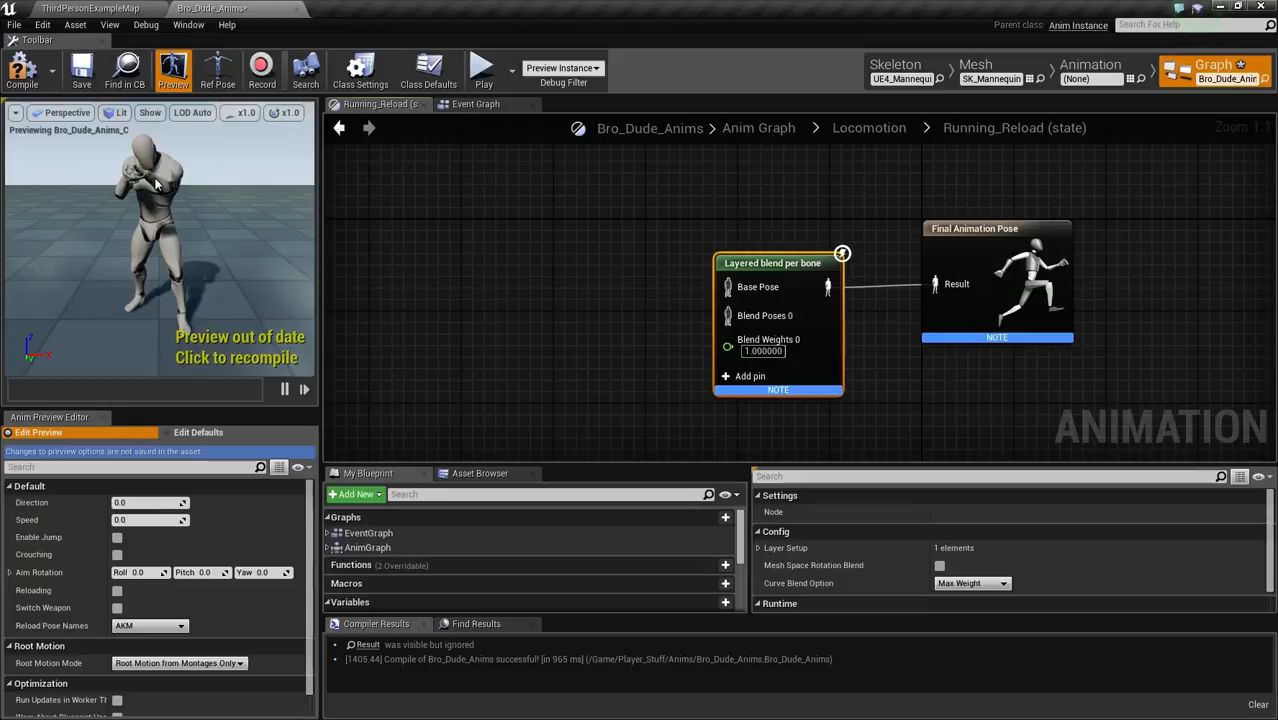 ThirdPersonExampleMap
Bro_Dude_Anims*
File Edit Asset View Debug Window Help
Parent class: Anim Instance
Search For Help
Toolbar
Compile
Save
Find in CB
Preview
Ref Pose
Record
Search
Class Settings
Class Defaults
Play
Preview Instance
Debug Filter
Skeleton
UE4_Mannequi
Mesh
SK_Mannequin
Animation
(None)
Graph
Bro_Dude_Anir
Perspective
Lit
Show
LOD Auto
x1.0
x1.0
Previewing Bro_Dude_Anims_C
Preview out of date
Click to recompile
Z
X
Running_Reload (s
Event Graph
Bro_Dude_Anims > Anim Graph > Locomotion > Running_Reload (state)
Zoom 1:1
Layered blend per bone
Base Pose
Blend Poses 0
Blend Weights 0
1.000000
Add pin
NOTE
Final Animation Pose
Result
NOTE
ANIMATION
Anim Preview Editor
Edit Preview
Edit Defaults
Changes to preview options are not saved in the asset.
Search
Default
Direction 0.0
Speed 0.0
Enable Jump
Crouching
Aim Rotation Roll 0.0 Pitch 0.0 Yaw 0.0
Reloading
Switch Weapon
Reload Pose Names AKM
Root Motion
Root Motion Mode Root Motion from Montages Only
Optimization
Run Updates in Worker Th
My Blueprint
Asset Browser
Add New
Search
Graphs
EventGraph
AnimGraph
Functions (2 Overridable)
Macros
Variables
Search
Settings
Node
Config
Layer Setup 1 elements
Mesh Space Rotation Blend
Curve Blend Option Max Weight
Runtime
Compiler Results
Find Results
Result was visible but ignored
[1405.44] Compile of Bro_Dude_Anims successful! [in 965 ms] (/Game/Player_Stuff/Anims/Bro_Dude_Anims.Bro_Dude_Anims)
Clear